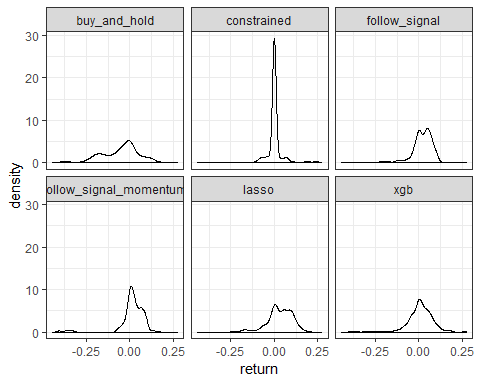 buy_and_hold constrained follow_signal
30
20
10
0
density
ollow_signal_momentum lasso xgb
30
20
10
0
-0.25 0.00 0.25 -0.25 0.00 0.25 -0.25 0.00 0.25
return